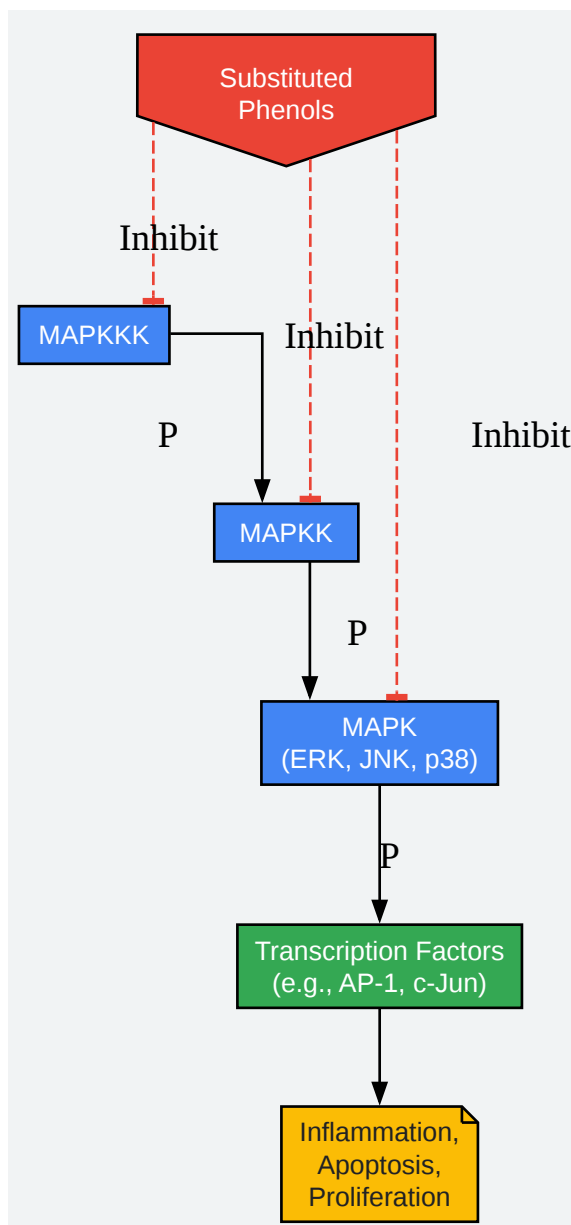 Substituted
Phenols
Inhibit
MAPKKK
Inhibit
P
Inhibit
MAPKK
P
MAPK
(ERK, JNK, p38)
P
Transcription Factors
(e.g., AP-1, c-Jun)
Inflammation,
Apoptosis,
Proliferation